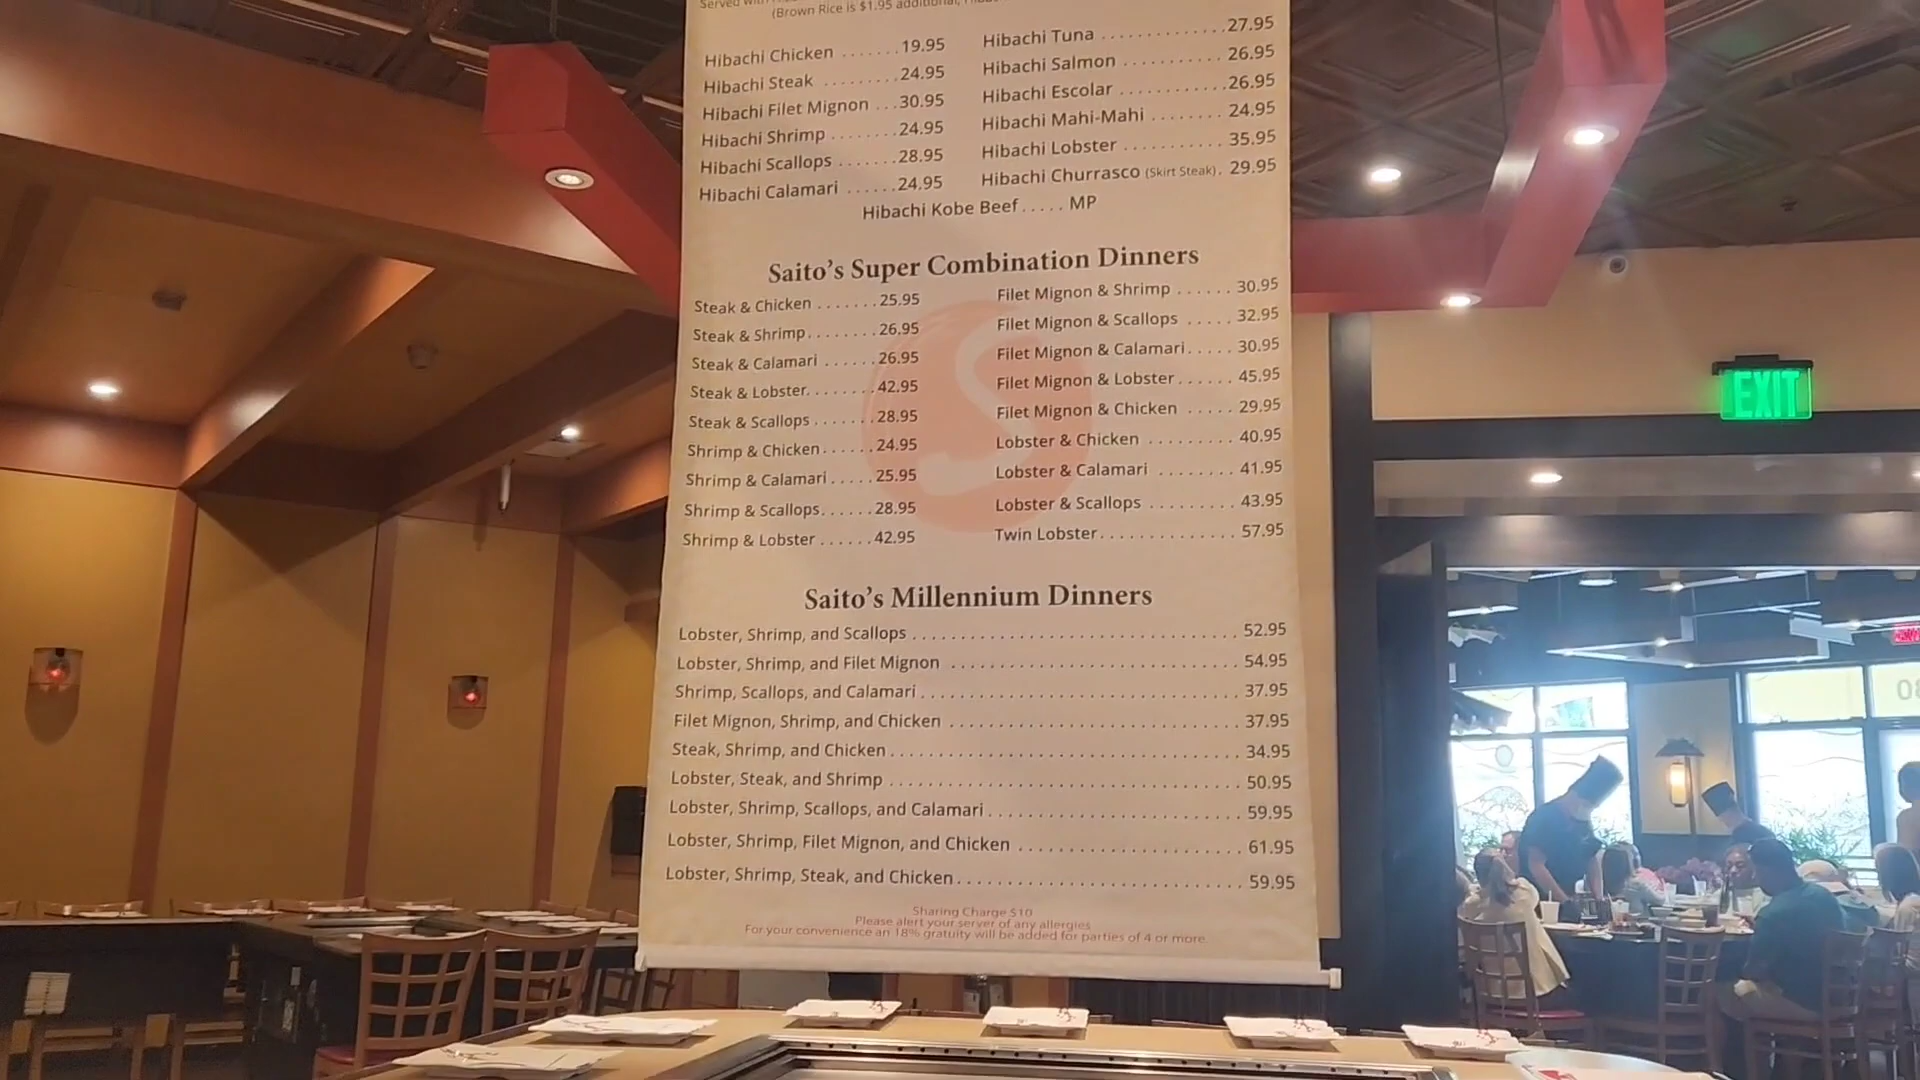 Served with
(Brown Rice is $1.95 additional,
Hibachi Chicken .......19.95
Hibachi Steak .........24.95
Hibachi Filet Mignon ...30.95
Hibachi Shrimp ........24.95
Hibachi Scallops .......28.95
Hibachi Calamari ......24.95
Hibachi Tuna .............27.95
Hibachi Salmon ...........26.95
Hibachi Escolar ............26.95
Hibachi Mahi-Mahi ........24.95
Hibachi Lobster ...........35.95
Hibachi Churrasco (Skirt Steak). 29.95
Hibachi Kobe Beef..... MP
Saito's Super Combination Dinners
Steak & Chicken .......25.95
Steak & Shrimp........26.95
Steak & Calamari ......26.95
Steak & Lobster........42.95
Steak & Scallops .......28.95
Shrimp & Chicken......24.95
Shrimp & Calamari .....25.95
Shrimp & Scallops......28.95
Shrimp & Lobster ......42.95
Filet Mignon & Shrimp ...... 30.95
Filet Mignon & Scallops ..... 32.95
Filet Mignon & Calamari..... 30.95
Filet Mignon & Lobster...... 45.95
Filet Mignon & Chicken ..... 29.95
Lobster & Chicken ......... 40.95
Lobster & Calamari ........ 41.95
Lobster & Scallops ......... 43.95
Twin Lobster.............. 57.95
Saito's Millennium Dinners
Lobster, Shrimp, and Scallops .................................. 52.95
Lobster, Shrimp, and Filet Mignon .............................. 54.95
Shrimp, Scallops, and Calamari................................. 37.95
Filet Mignon, Shrimp, and Chicken .............................. 37.95
Steak, Shrimp, and Chicken.................................... 34.95
Lobster, Steak, and Shrimp .................................... 50.95
Lobster, Shrimp, Scallops, and Calamari.......................... 59.95
Lobster, Shrimp, Filet Mignon, and Chicken ....................... 61.95
Lobster, Shrimp, Steak, and Chicken............................. 59.95
Sharing Charge $10
Please alert your server of any allergies
For your convenience an 18% gratuity will be added for parties of 4 or more.
EXIT